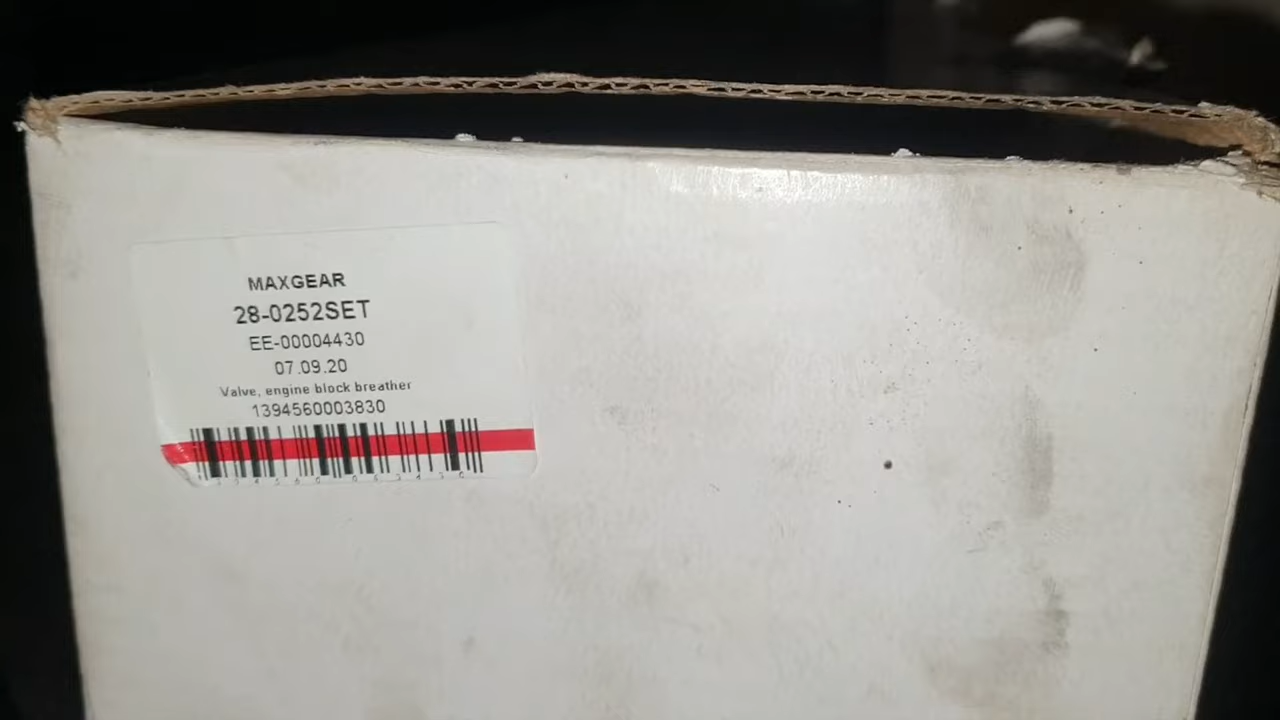 MAXGEAR
28-0252SET
EE-00004430
07.09.20
Valve, engine block breather
1394560003830